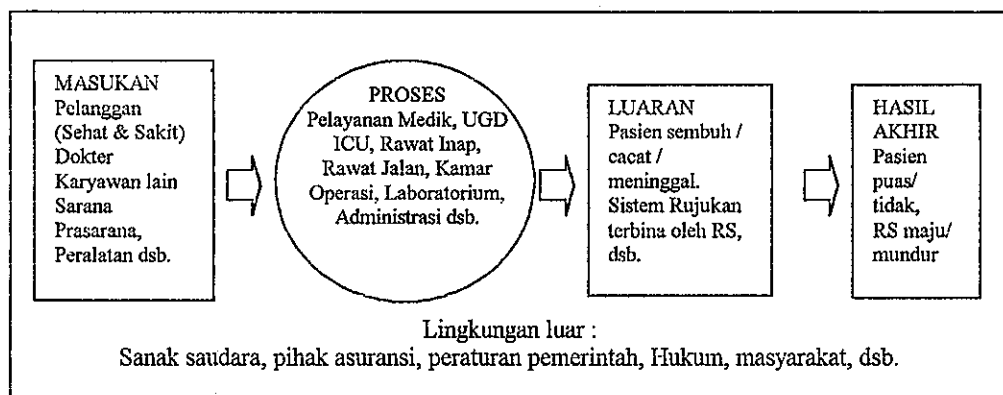 MASUKAN
Pelanggan
(Sehat & Sakit)
Dokter
Karyawan lain
Sarana
Prasarana,
Peralatan dsb.
PROSES
Pelayanan Medik, UGD
ICU, Rawat Inap,
Rawat Jalan, Kamar
Operasi, Laboratorium,
Administrasi dsb.
LUARAN
Pasien sembuh /
cacat /
meninggal.
Sistem Rujukan
terbina oleh RS,
dsb.
HASIL
AKHIR
Pasien
puas/
tidak,
RS maju/
mundur
Lingkungan luar :
Sanak saudara, pihak asuransi, peraturan pemerintah, Hukum, masyarakat, dsb.